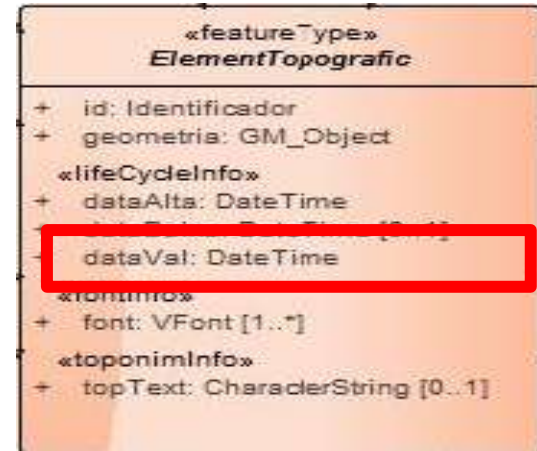 «featureType»
ElementTopografic
+ id: Identificador
+ geometria: GM_Object
«lifeCycleInfo»
+ dataAlta: DateTime
+ dataVal: DateTime
«fontInfo»
+ font: VFont [1..*]
«toponimInfo»
+ topText: CharacterString [0..1]